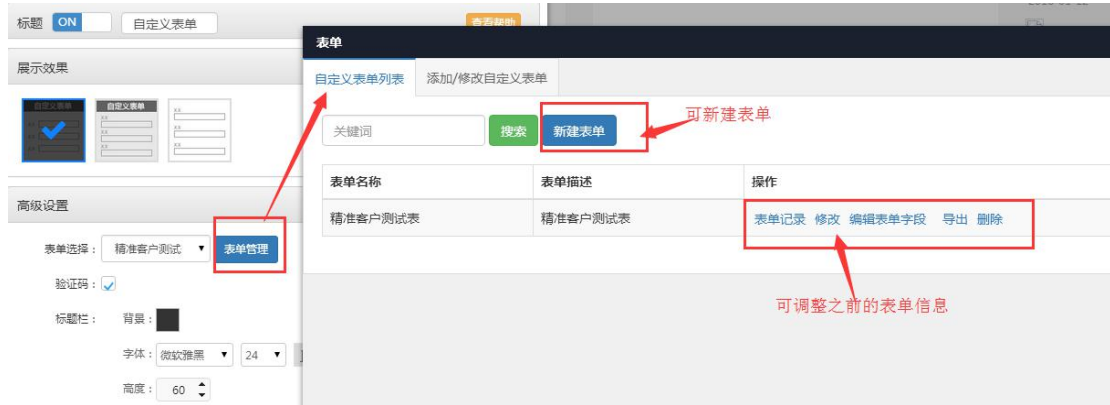 标题 ON 自定义表单 查看帮助
展示效果
自定义表单 自定义表单
高级设置
表单选择： 精准客户测试 表单管理
验证码：
标题栏： 背景：
字体： 微软雅黑 24
高度： 60
表单
自定义表单列表 添加/修改自定义表单
关键词 搜索 新建表单 可新建表单
表单名称 表单描述 操作
精准客户测试表 精准客户测试表 表单记录 修改 编辑表单字段 导出 删除
可调整之前的表单信息